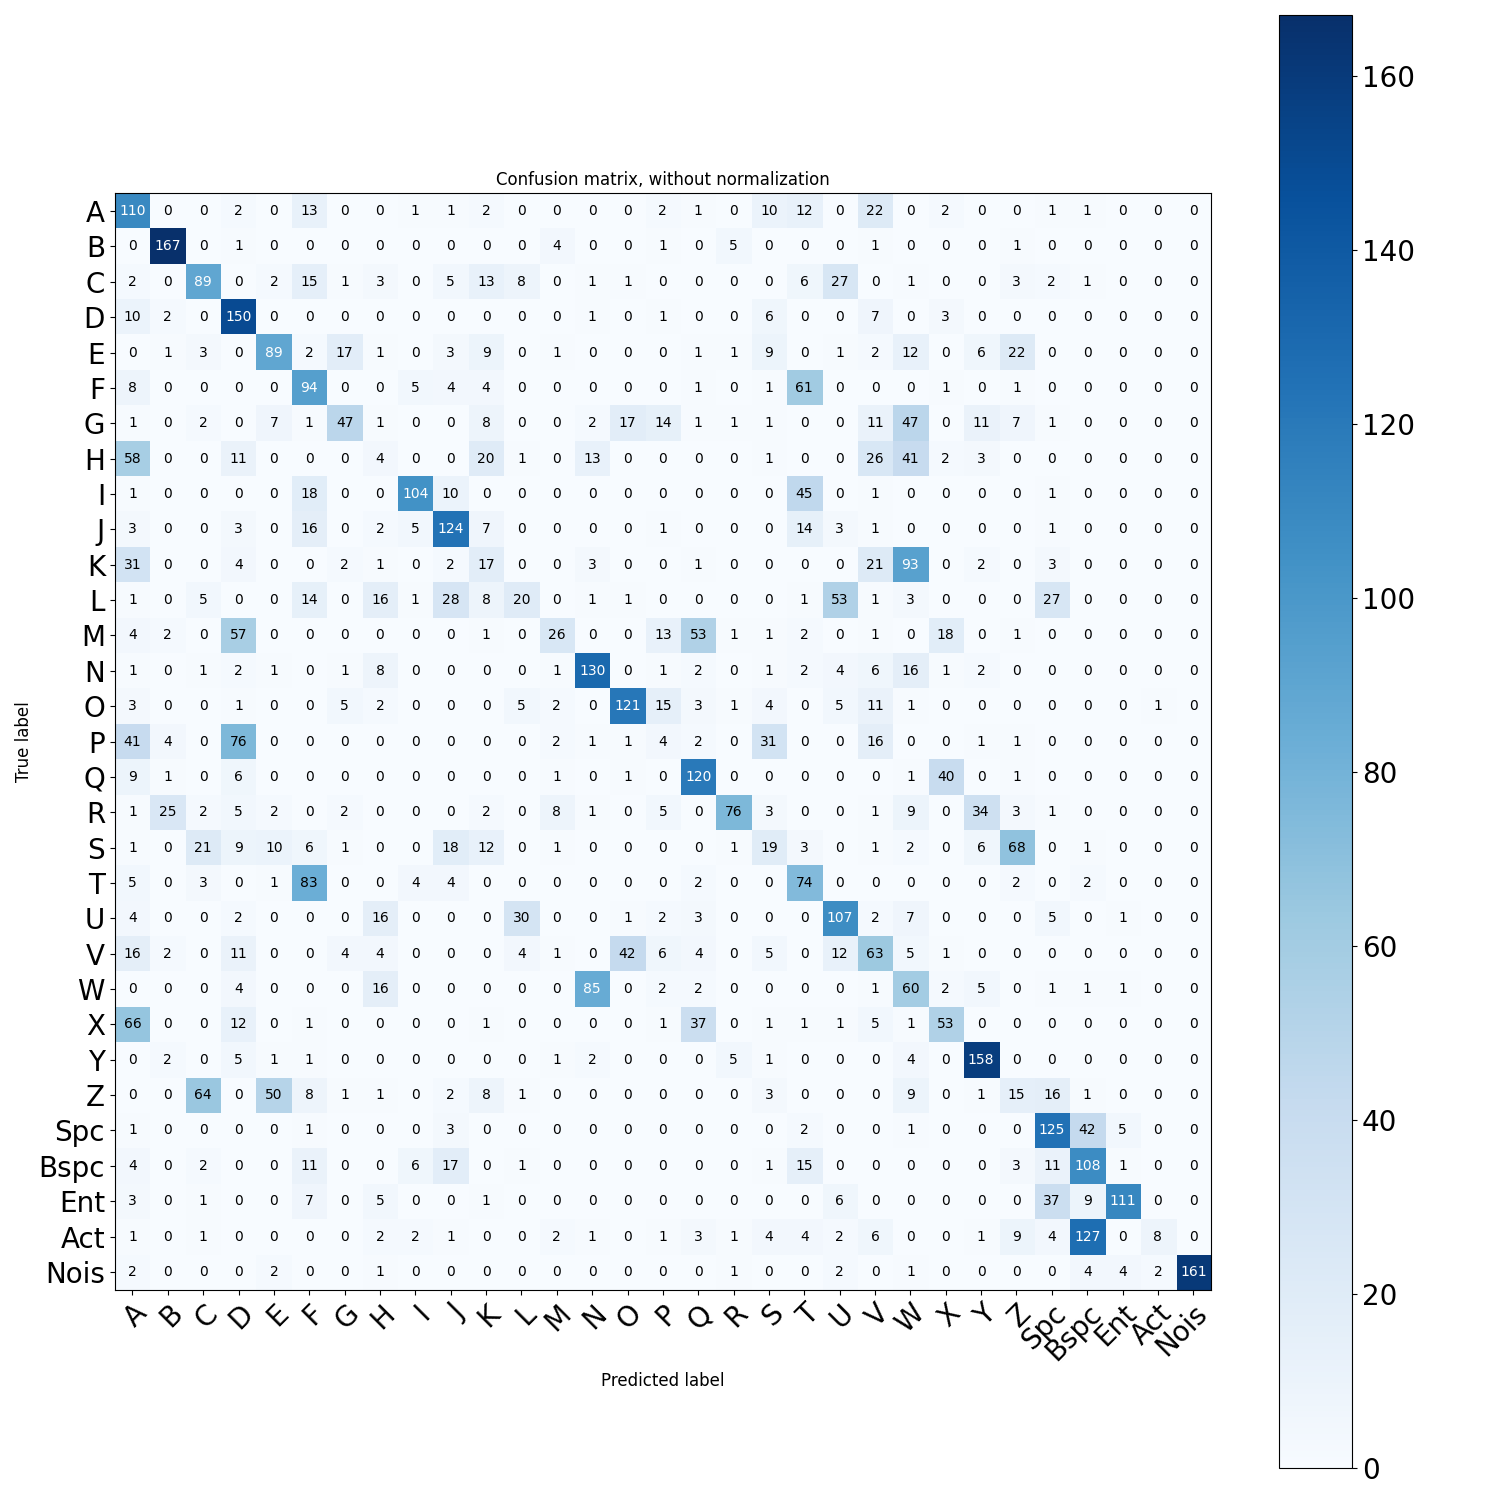 Confusion matrix, without normalization
True label
A 110 0 0 2 0 13 0 0 1 1 2 0 0 0 0 2 1 0 10 12 0 22 0 2 0 0 1 1 0 0 0
B 0 167 0 1 0 0 0 0 0 0 0 0 4 0 0 1 0 5 0 0 0 1 0 0 0 1 0 0 0 0 0
C 2 0 89 0 2 15 1 3 0 5 13 8 0 1 1 0 0 0 0 6 27 0 1 0 0 3 2 1 0 0 0
D 10 2 0 150 0 0 0 0 0 0 0 0 0 1 0 1 0 0 6 0 0 7 0 3 0 0 0 0 0 0 0
E 0 1 3 0 89 2 17 1 0 3 9 0 1 0 0 0 1 1 9 0 1 2 12 0 6 22 0 0 0 0 0
F 8 0 0 0 0 94 0 0 5 4 4 0 0 0 0 0 1 0 1 61 0 0 0 1 0 1 0 0 0 0 0
G 1 0 2 0 7 1 47 1 0 0 8 0 0 2 17 14 1 1 1 0 0 11 47 0 11 7 1 0 0 0 0
H 58 0 0 11 0 0 0 4 0 0 20 1 0 13 0 0 0 0 1 0 0 26 41 2 3 0 0 0 0 0 0
I 1 0 0 0 0 18 0 0 104 10 0 0 0 0 0 0 0 0 0 45 0 1 0 0 0 0 1 0 0 0 0
J 3 0 0 3 0 16 0 2 5 124 7 0 0 0 0 1 0 0 0 14 3 1 0 0 0 0 1 0 0 0 0
K 31 0 0 4 0 0 2 1 0 2 17 0 0 3 0 0 1 0 0 0 0 21 93 0 2 0 3 0 0 0 0
L 1 0 5 0 0 14 0 16 1 28 8 20 0 1 1 0 0 0 0 1 53 1 3 0 0 0 27 0 0 0 0
M 4 2 0 57 0 0 0 0 0 0 1 0 26 0 0 13 53 1 1 2 0 1 0 18 0 1 0 0 0 0 0
N 1 0 1 2 1 0 1 8 0 0 0 0 1 130 0 1 2 0 1 2 4 6 16 1 2 0 0 0 0 0 0
O 3 0 0 1 0 0 5 2 0 0 0 5 2 0 121 15 3 1 4 0 5 11 1 0 0 0 0 0 0 1 0
P 41 4 0 76 0 0 0 0 0 0 0 0 2 1 1 4 2 0 31 0 0 16 0 0 1 1 0 0 0 0 0
Q 9 1 0 6 0 0 0 0 0 0 0 0 1 0 1 0 120 0 0 0 0 0 1 40 0 1 0 0 0 0 0
R 1 25 2 5 2 0 2 0 0 0 2 0 8 1 0 5 0 76 3 0 0 1 9 0 34 3 1 0 0 0 0
S 1 0 21 9 10 6 1 0 0 18 12 0 1 0 0 0 0 1 19 3 0 1 2 0 6 68 0 1 0 0 0
T 5 0 3 0 1 83 0 0 4 4 0 0 0 0 0 0 2 0 0 74 0 0 0 0 0 2 0 2 0 0 0
U 4 0 0 2 0 0 0 16 0 0 0 30 0 0 1 2 3 0 0 0 107 2 7 0 0 0 5 0 1 0 0
V 16 2 0 11 0 0 4 4 0 0 0 4 1 0 42 6 4 0 5 0 12 63 5 1 0 0 0 0 0 0 0
W 0 0 0 4 0 0 0 16 0 0 0 0 0 85 0 2 2 0 0 0 0 1 60 2 5 0 1 1 1 0 0
X 66 0 0 12 0 1 0 0 0 0 1 0 0 0 0 1 37 0 1 1 1 5 1 53 0 0 0 0 0 0 0
Y 0 2 0 5 1 1 0 0 0 0 0 0 1 2 0 0 0 5 1 0 0 0 4 0 158 0 0 0 0 0 0
Z 0 0 64 0 50 8 1 1 0 2 8 1 0 0 0 0 0 0 3 0 0 0 9 0 1 15 16 1 0 0 0
Spc 1 0 0 0 0 1 0 0 0 3 0 0 0 0 0 0 0 0 0 2 0 0 1 0 0 0 125 42 5 0 0
Bspc 4 0 2 0 0 11 0 0 6 17 0 1 0 0 0 0 0 0 1 15 0 0 0 0 0 3 11 108 1 0 0
Ent 3 0 1 0 0 7 0 5 0 0 1 0 0 0 0 0 0 0 0 0 6 0 0 0 0 0 37 9 111 0 0
Act 1 0 1 0 0 0 0 2 2 1 0 0 2 1 0 1 3 1 4 4 2 6 0 0 1 9 4 127 0 8 0
Nois 2 0 0 0 2 0 0 1 0 0 0 0 0 0 0 0 0 1 0 0 2 0 1 0 0 0 0 4 4 2 161
A B C D E F G H I J K L M N O P Q R S T U V W X Y Z Spc Bspc Ent Act Nois
Predicted label
160
140
120
100
80
60
40
20
0